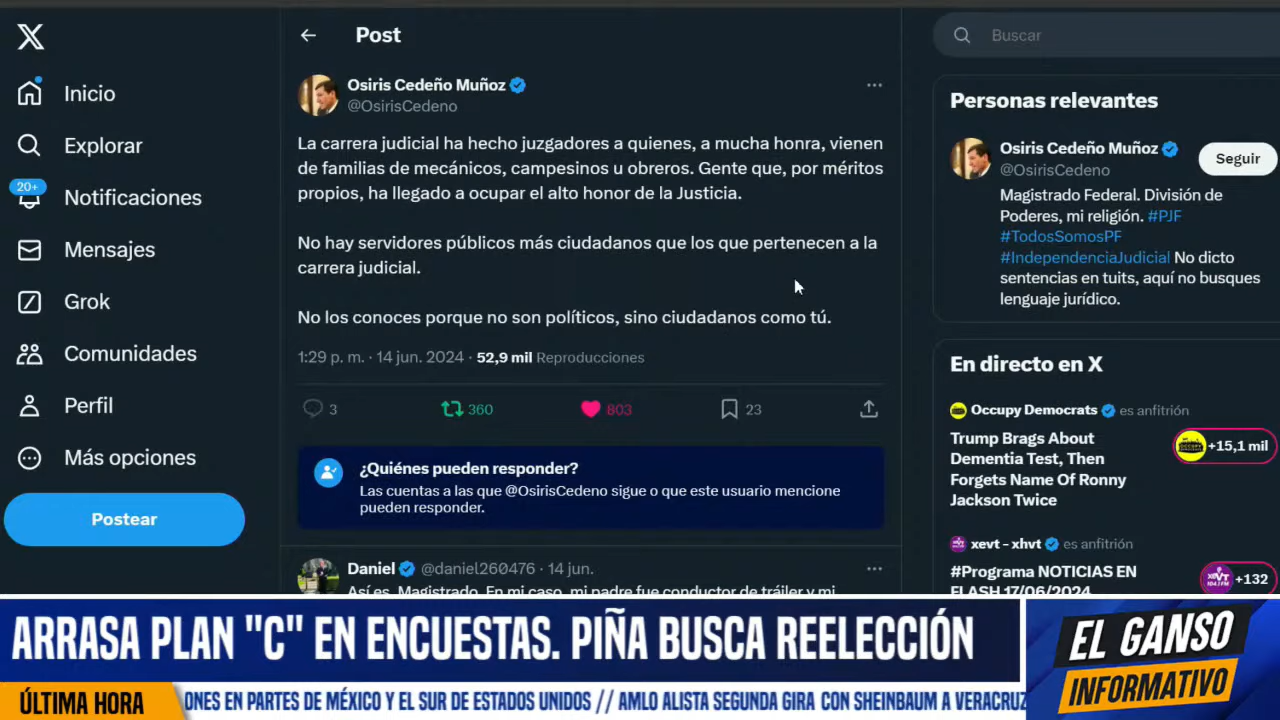 Inicio
Explorar
20+
Notificaciones
Mensajes
Grok
Comunidades
Perfil
Más opciones
Postear
Post
Osiris Cedeño Muñoz
@OsirisCedeno
La carrera judicial ha hecho juzgadores a quienes, a mucha honra, vienen
de familias de mecánicos, campesinos u obreros. Gente que, por méritos
propios, ha llegado a ocupar el alto honor de la Justicia.
No hay servidores públicos más ciudadanos que los que pertenecen a la
carrera judicial.
No los conoces porque no son políticos, sino ciudadanos como tú.
1:29 p. m. · 14 jun. 2024 · 52,9 mil Reproducciones
3 360 803 23
¿Quiénes pueden responder?
Las cuentas a las que @OsirisCedeno sigue o que este usuario mencione
pueden responder.
Daniel @daniel260476 · 14 jun.
Así es, Magistrado. En mi caso, mi padre fue conductor de tráiler y mi
Buscar
Personas relevantes
Osiris Cedeño Muñoz
@OsirisCedeno
Seguir
Magistrado Federal. División de
Poderes, mi religión. #PJF
#TodosSomosPF
#IndependenciaJudicial No dicto
sentencias en tuits, aquí no busques
lenguaje jurídico.
En directo en X
Occupy Democrats es anfitrión
Trump Brags About
Dementia Test, Then
Forgets Name Of Ronny
Jackson Twice
+15,1 mil
xevt - xhvt es anfitrión
#Programa NOTICIAS EN
FLASH 17/06/2024
+132
ARRASA PLAN "C" EN ENCUESTAS. PIÑA BUSCA REELECCIÓN
EL GANSO
INFORMATIVO
ÚLTIMA HORA
ONES EN PARTES DE MÉXICO Y EL SUR DE ESTADOS UNIDOS // AMLO ALISTA SEGUNDA GIRA CON SHEINBAUM A VERACRUZ